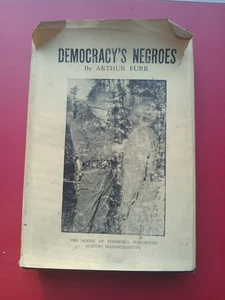 DEMOCRACY'S NEGROES
By ARTHUR FURR
THE HOUSE OF EDINBORO, PUBLISHERS
BOSTON, MASSACHUSETTS